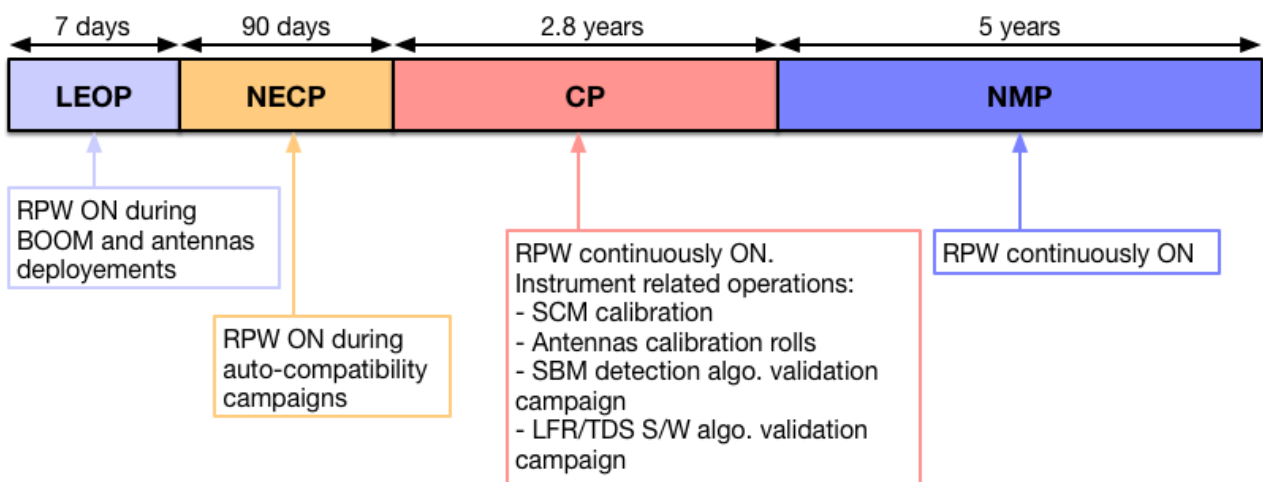 7 days
90 days
2.8 years
5 years
LEOP
NECP
CP
NMP
RPW ON during
BOOM and antennas
deployements
RPW ON during
auto-compatibility
campaigns
RPW continuously ON.
Instrument related operations:
- SCM calibration
- Antennas calibration rolls
- SBM detection algo. validation
campaign
- LFR/TDS S/W algo. validation
campaign
RPW continuously ON